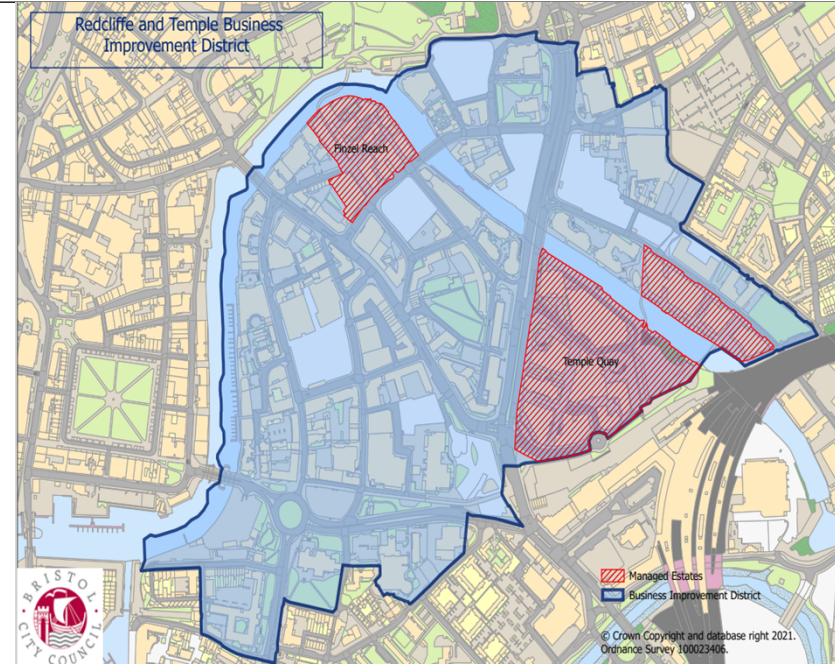 Redcliffe and Temple Business
Improvement District
Finzel Reach
Temple Quay
Managed Estates
Business Improvement District
© Crown Copyright and database right 2021.
Ordnance Survey 100023406.
BRISTOL
CITY COUNCIL